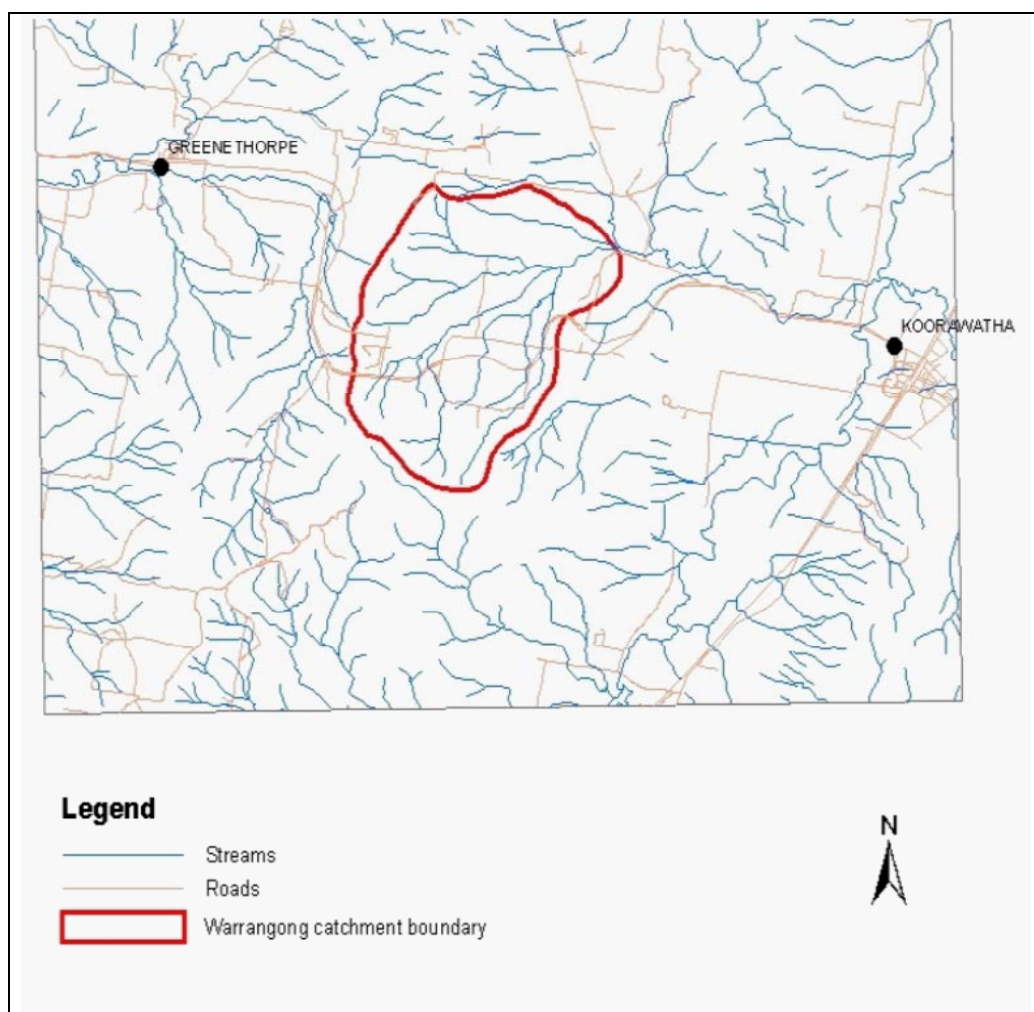 GREENETHORPE
KOORAWATHA
Legend
Streams
Roads
Warrangong catchment boundary
N